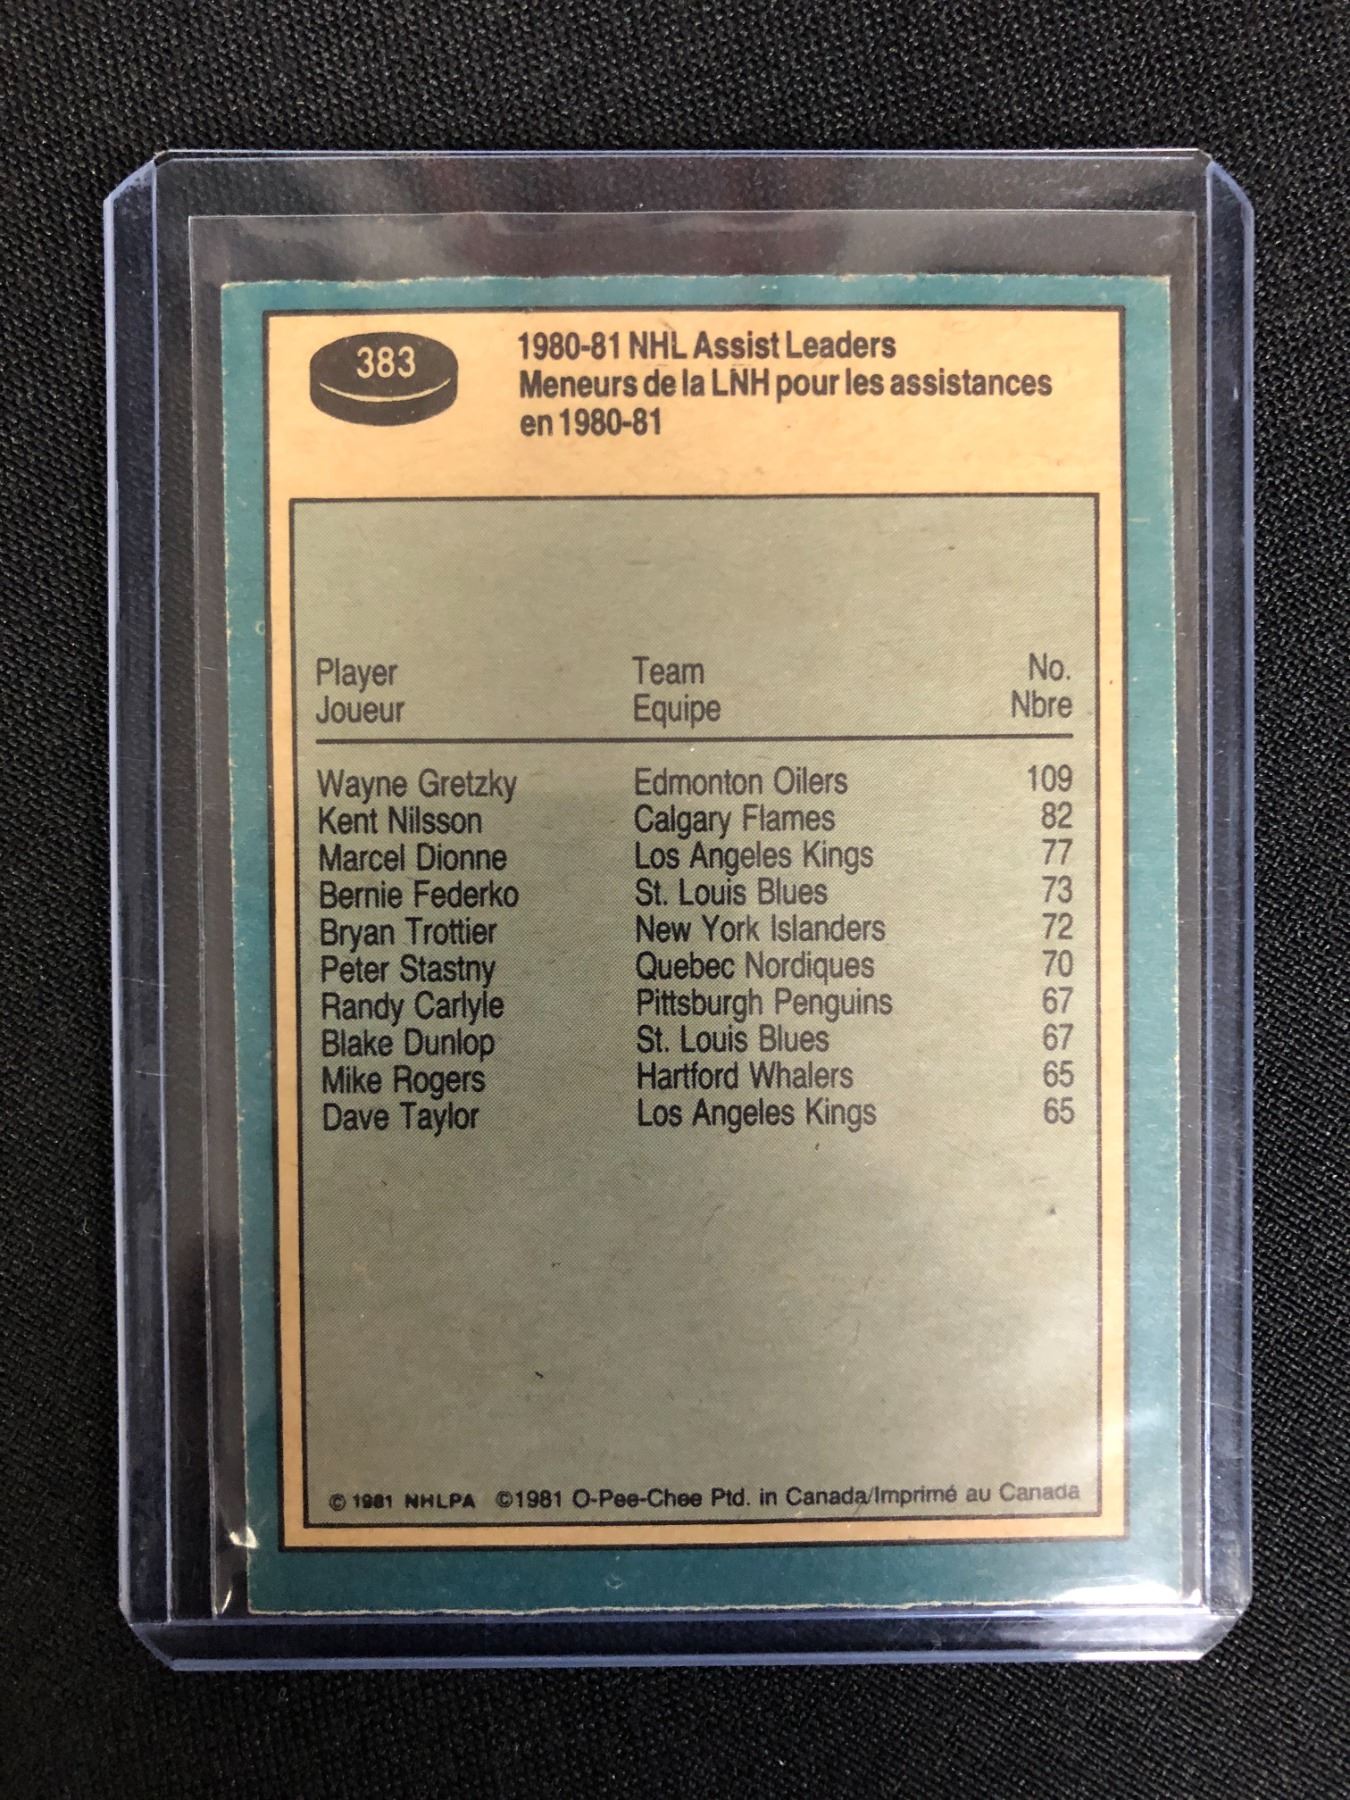 383
1980-81 NHL Assist Leaders
Meneurs de la LNH pour les assistances
en 1980-81
Player Team No.
Joueur Equipe Nbre
Wayne Gretzky Edmonton Oilers 109
Kent Nilsson Calgary Flames 82
Marcel Dionne Los Angeles Kings 77
Bernie Federko St. Louis Blues 73
Bryan Trottier New York Islanders 72
Peter Stastny Quebec Nordiques 70
Randy Carlyle Pittsburgh Penguins 67
Blake Dunlop St. Louis Blues 67
Mike Rogers Hartford Whalers 65
Dave Taylor Los Angeles Kings 65
© 1981 NHLPA ©1981 O-Pee-Chee Ptd. in Canada/Imprimé au Canada